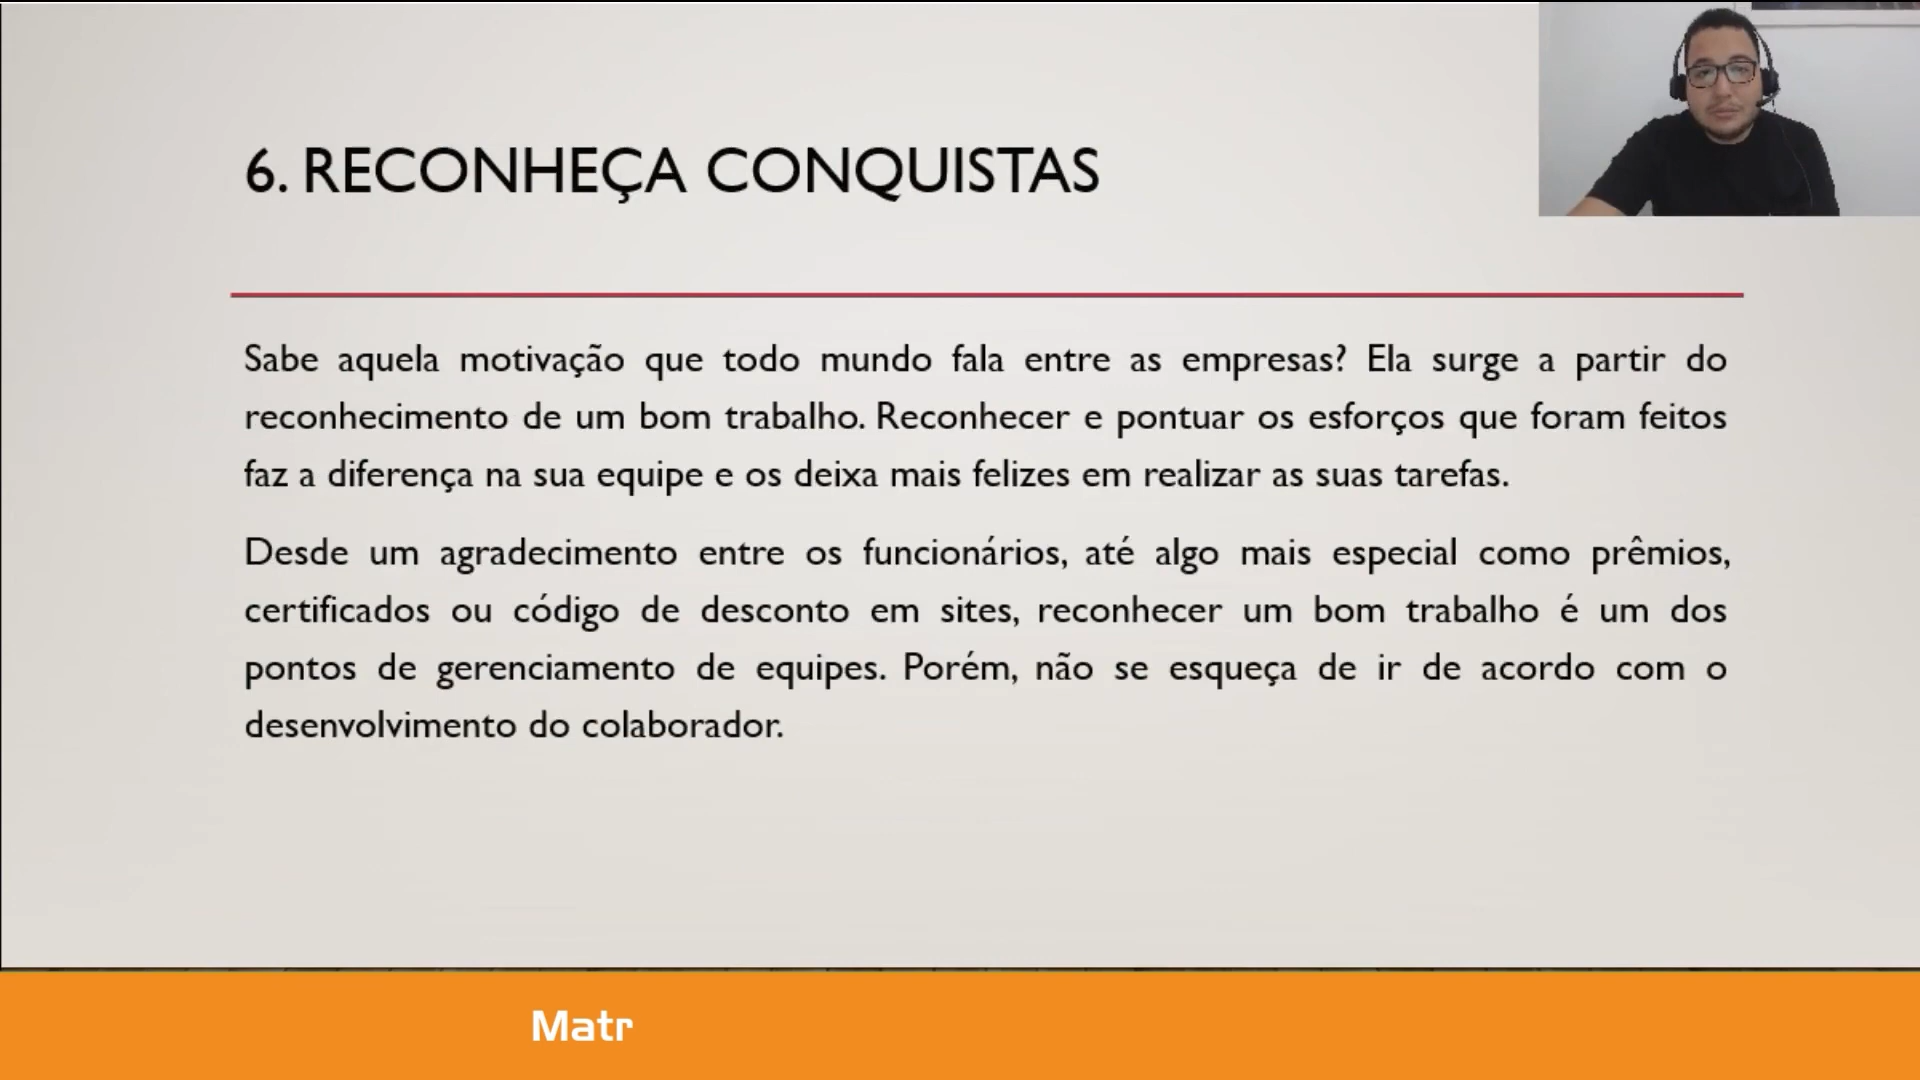 6. RECONHEÇA CONQUISTAS
Sabe aquela motivação que todo mundo fala entre as empresas? Ela surge a partir do
reconhecimento de um bom trabalho. Reconhecer e pontuar os esforços que foram feitos
faz a diferença na sua equipe e os deixa mais felizes em realizar as suas tarefas.
Desde um agradecimento entre os funcionários, até algo mais especial como prêmios,
certificados ou código de desconto em sites, reconhecer um bom trabalho é um dos
pontos de gerenciamento de equipes. Porém, não se esqueça de ir de acordo com o
desenvolvimento do colaborador.
Matr